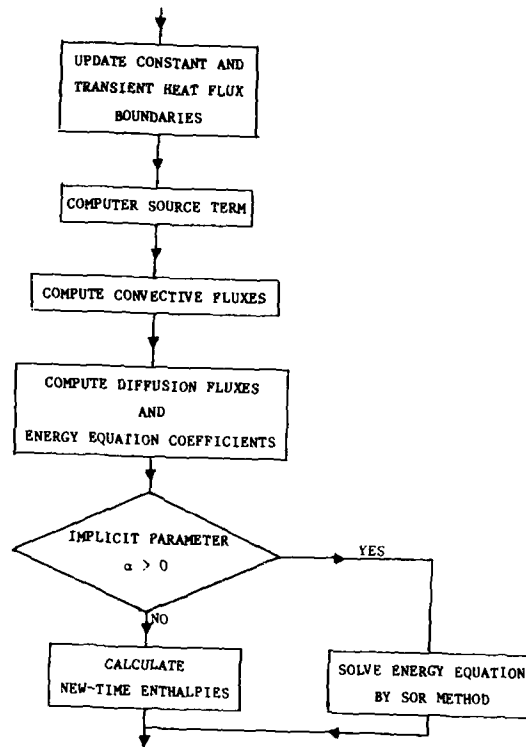 UPDATE CONSTANT AND
TRANSIENT HEAT FLUX
BOUNDARIES
COMPUTER SOURCE TERM
COMPUTE CONVECTIVE FLUXES
COMPUTE DIFFUSION FLUXES
AND
ENERGY EQUATION COEFFICIENTS
IMPLICIT PARAMETER
α > 0
YES
NO
CALCULATE
NEW-TIME ENTHALPIES
SOLVE ENERGY EQUATION
BY SOR METHOD